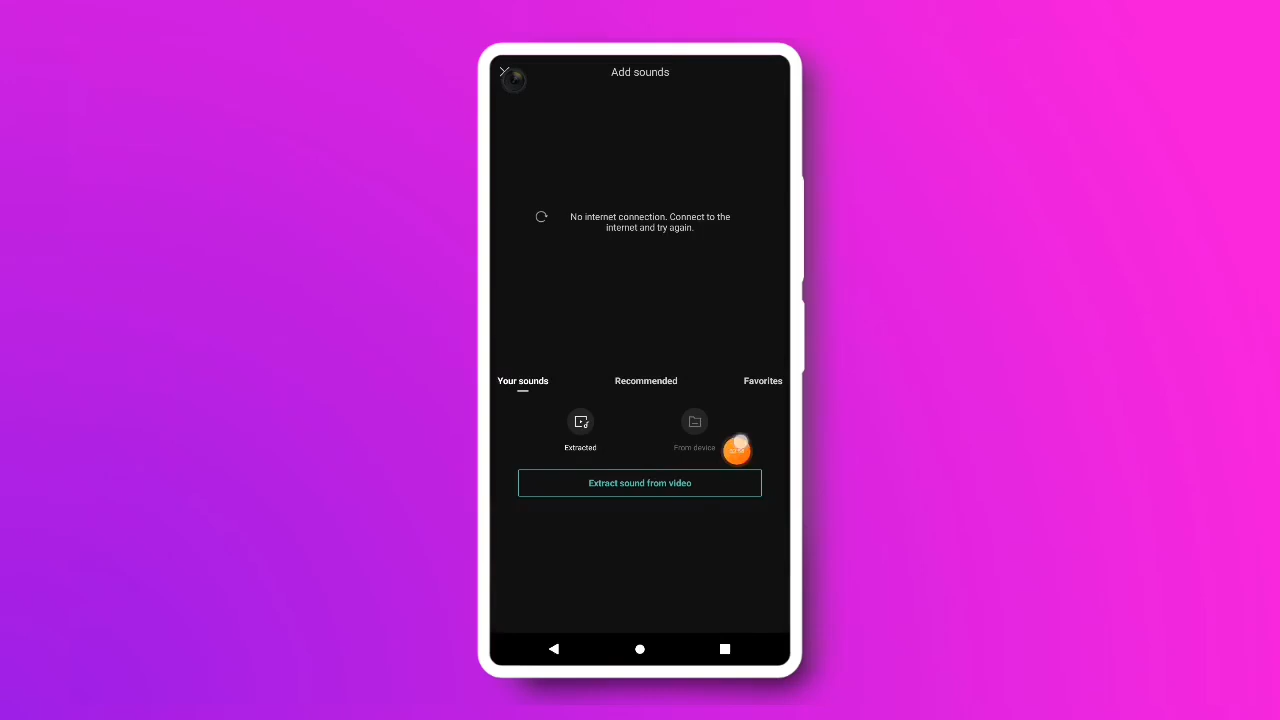 Add sounds
No internet connection. Connect to the
internet and try again.
Your sounds
Recommended
Favorites
Extracted
From device
Extract sound from video